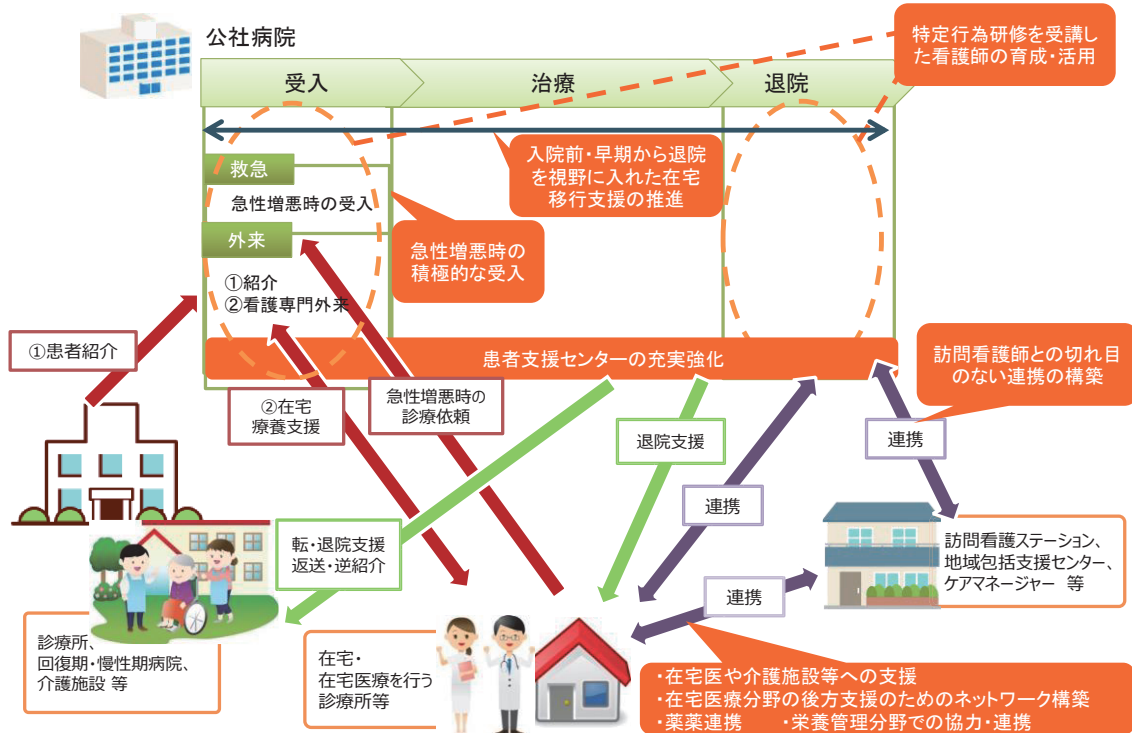 公社病院
特定行為研修を受講し
た看護師の育成・活用
受入
治療
退院
入院前・早期から退院
を視野に入れた在宅
移行支援の推進
救急
急性増悪時の受入
外来
急性増悪時の
積極的な受入
①紹介
②看護専門外来
①患者紹介
患者支援センターの充実強化
訪問看護師との切れ目
のない連携の構築
②在宅
療養支援
急性増悪時の
診療依頼
退院支援
連携
連携
転・退院支援
返送・逆紹介
訪問看護ステーション、
地域包括支援センター、
ケアマネージャー 等
連携
診療所、
回復期・慢性期病院、
介護施設 等
在宅・
在宅医療を行う
診療所等
・在宅医や介護施設等への支援
・在宅医療分野の後方支援のためのネットワーク構築
・薬薬連携 ・栄養管理分野での協力・連携